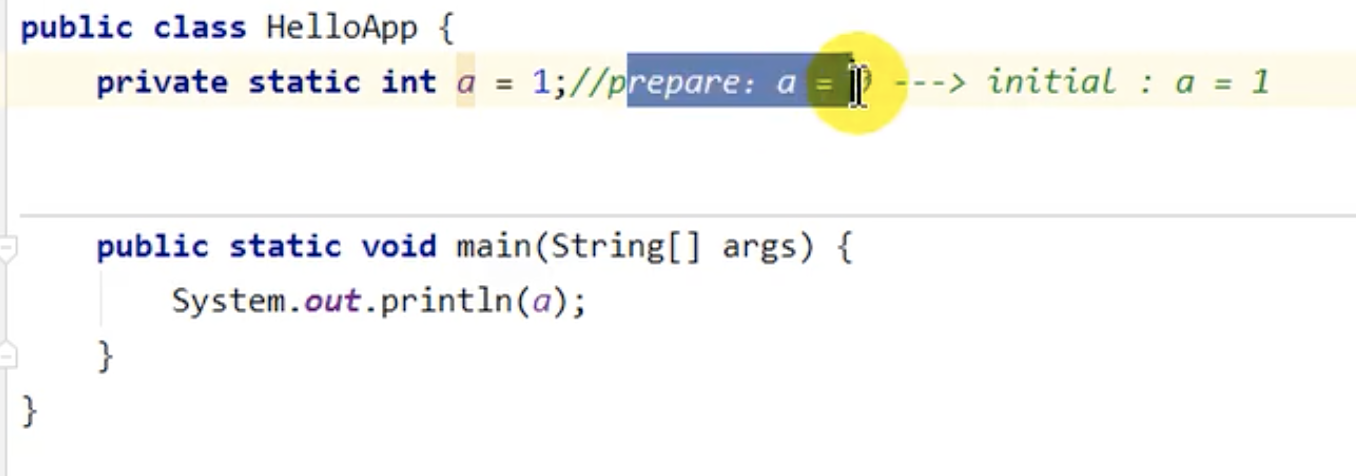 public class HelloApp {
private static int a = 1;//prepare: a = ---> initial : a = 1
public static void main(String[] args) {
System.out.println(a);
}
}